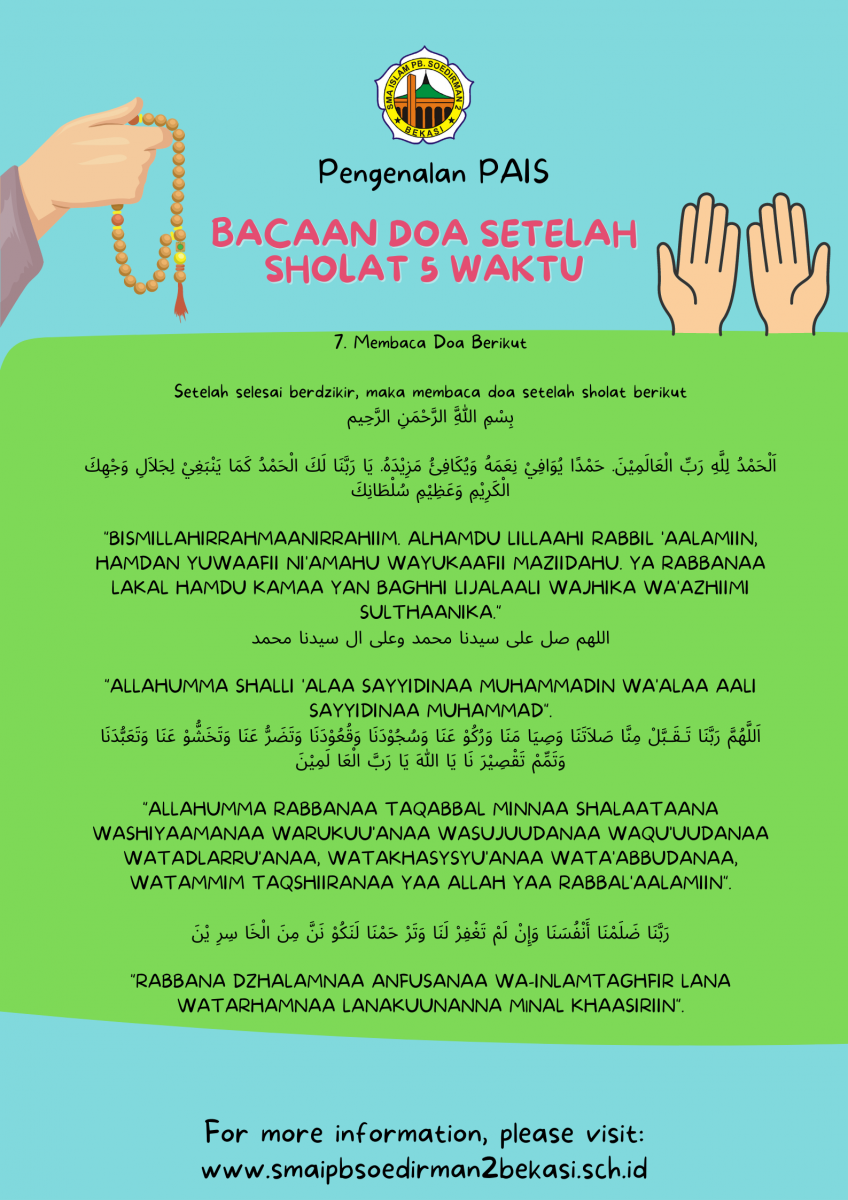 SMA ISLAM PB. SOEDIRMAN 2
BEKASI
Pengenalan PAIS
BACAAN DOA SETELAH
SHOLAT 5 WAKTU
7. Membaca Doa Berikut
Setelah selesai berdzikir, maka membaca doa setelah sholat berikut
بِسْمِ اللهَِّ الرَّحْمَنِ الرَّحِيم
اَلْحَمْدُ لِلَّهِ رَبِّ الْعَالَمِيْنَ. حَمْدًا يُوَافِيْ نِعَمَهُ وَيُكَافِئُ مَزِيْدَهُ. يَا رَبَّنَا لَكَ الْحَمْدُ كَمَا يَنْبَغِيْ لِجَلاَلِ وَجْهِكَ
الْكَرِيْمِ وَعَظِيْمِ سُلْطَانِكَ
"BISMILLAHIRRAHMAANIRRAHIIM. ALHAMDU LILLAAHI RABBIL 'AALAMIIN,
HAMDAN YUWAAFII NI'AMAHU WAYUKAAFII MAZIIDAHU. YA RABBANAA
LAKAL HAMDU KAMAA YAN BAGHHI LIJALAALI WAJHIKA WA'AZHIIMI
SULTHAANIKA."
اللهم صل على سيدنا محمد وعلى ال سيدنا محمد
"ALLAHUMMA SHALLI 'ALAA SAYYIDINAA MUHAMMADIN WA'ALAA AALI
SAYYIDINAA MUHAMMAD".
اَللَّهُمَّ رَبَّنَا تَـقَـبَّلْ مِنَّا صَلاَتَنَا وَصِيَا مَنَا وَرُكُوْ عَنَا وَسُجُوْدَنَا وَقُعُوْدَنَا وَتَضَرُّ عَنَا وَتَخَشُّوْ عَنَا وَتَعَبُّدَنَا
وَتَمِّمْ تَقْصِيْرَ نَا يَا اللهَ يَا رَبَّ الْعَا لَمِيْنَ
"ALLAHUMMA RABBANAA TAQABBAL MINNAA SHALAATAANA
WASHIYAAMANAA WARUKUU'ANAA WASUJUUDANAA WAQU'UUDANAA
WATADLARRU'ANAA, WATAKHASYSYU'ANAA WATA'ABBUDANAA,
WATAMMIM TAQSHIIRANAA YAA ALLAH YAA RABBAL'AALAMIIN".
رَبَّنَا ضَلَمْنَا أَنْفُسَنَا وَإِنْ لَمْ تَغْفِرْ لَنَا وَتَرْ حَمْنَا لَنَكُوْ نَنَّ مِنَ الْخَا سِرِ يْنَ
"RABBANA DZHALAMNAA ANFUSANAA WA-INLAMTAGHFIR LANA
WATARHAMNAA LANAKUUNANNA MINAL KHAASIRIIN".
For more information, please visit:
www.smaipbsoedirman2bekasi.sch.id